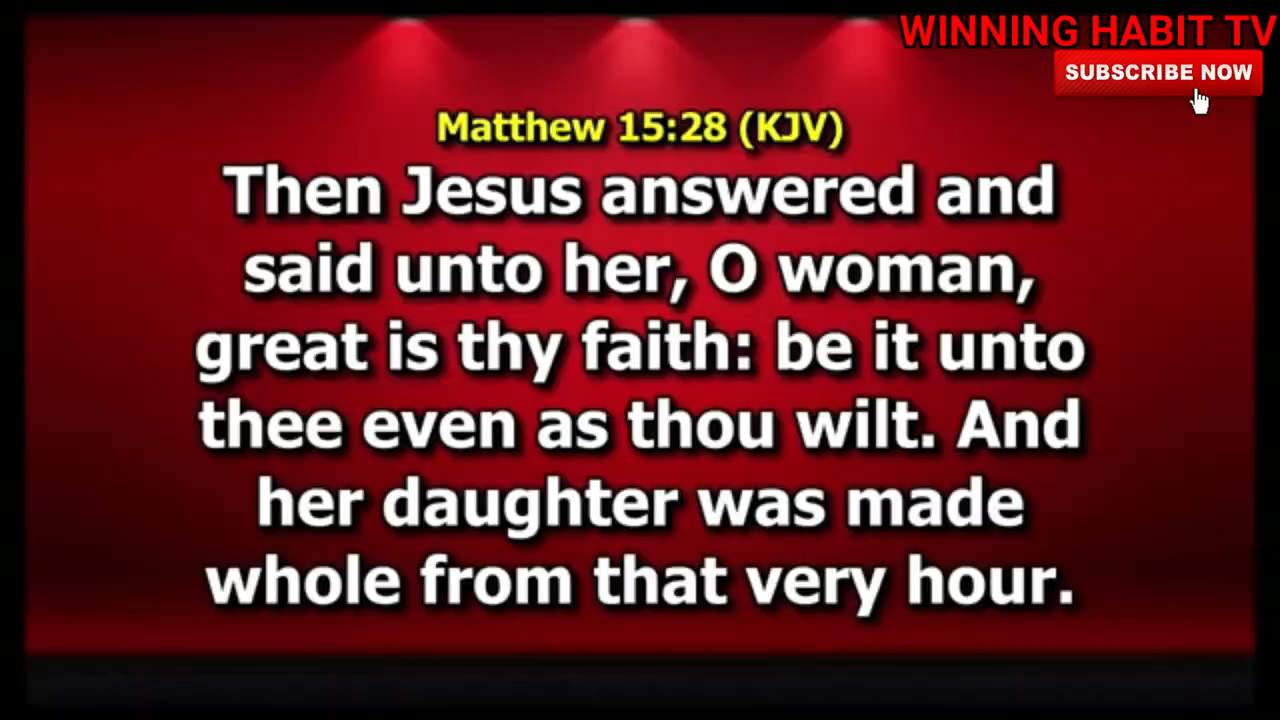 WINNING HABIT TV
SUBSCRIBE NOW
Matthew 15:28 (KJV)
Then Jesus answered and
said unto her, O woman,
great is thy faith: be it unto
thee even as thou wilt. And
her daughter was made
whole from that very hour.